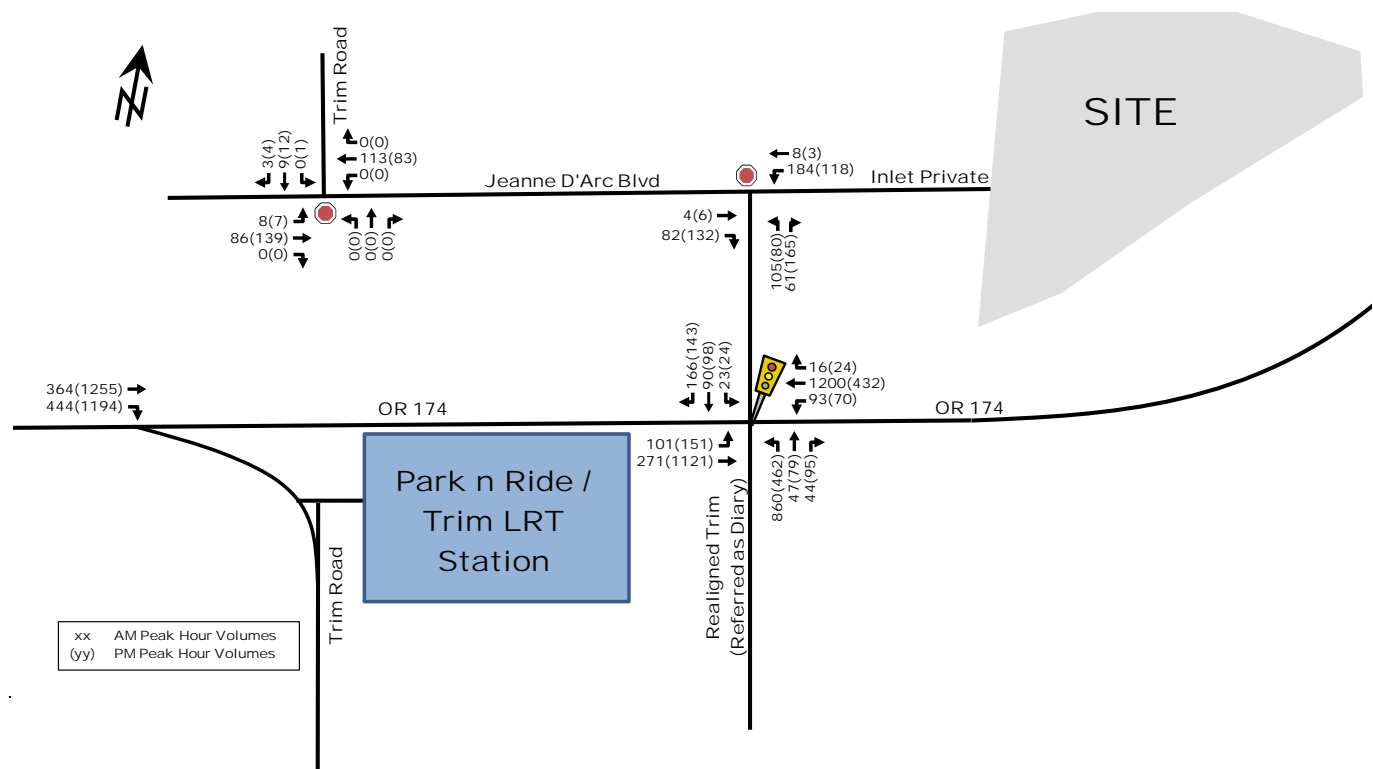 Trim Road
SITE
3(4)
9(12)
0(1)
0(0)
113(83)
0(0)
8(3)
184(118)
Jeanne D'Arc Blvd
Inlet Private
8(7)
86(139)
0(0)
0(0)
0(0)
0(0)
4(6)
82(132)
105(80)
61(165)
166(143)
90(98)
23(24)
16(24)
1200(432)
93(70)
364(1255)
444(1194)
OR 174
OR 174
101(151)
271(1121)
860(462)
47(79)
44(95)
Park n Ride /
Trim LRT
Station
Realigned Trim
(Referred as Diary)
Trim Road
xx AM Peak Hour Volumes
(yy) PM Peak Hour Volumes